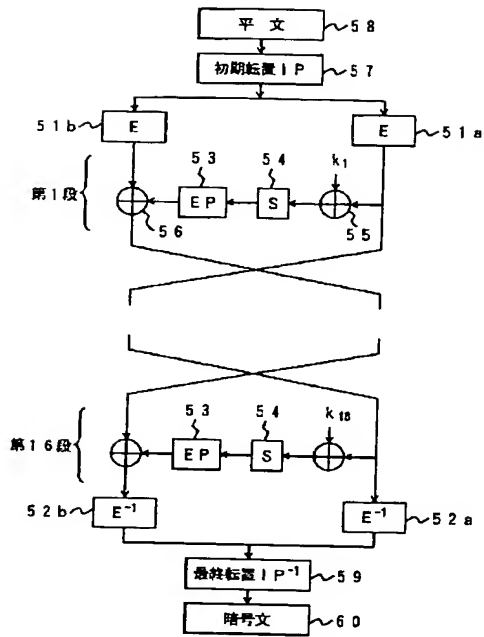 平 文 58
初期転置IP 57
51b E E 51a
第1段 53 54 k1
EP S
56 55
第16段 53 54 k16
EP S
52b E-1 E-1 52a
最終転置IP-1 59
暗号文 60